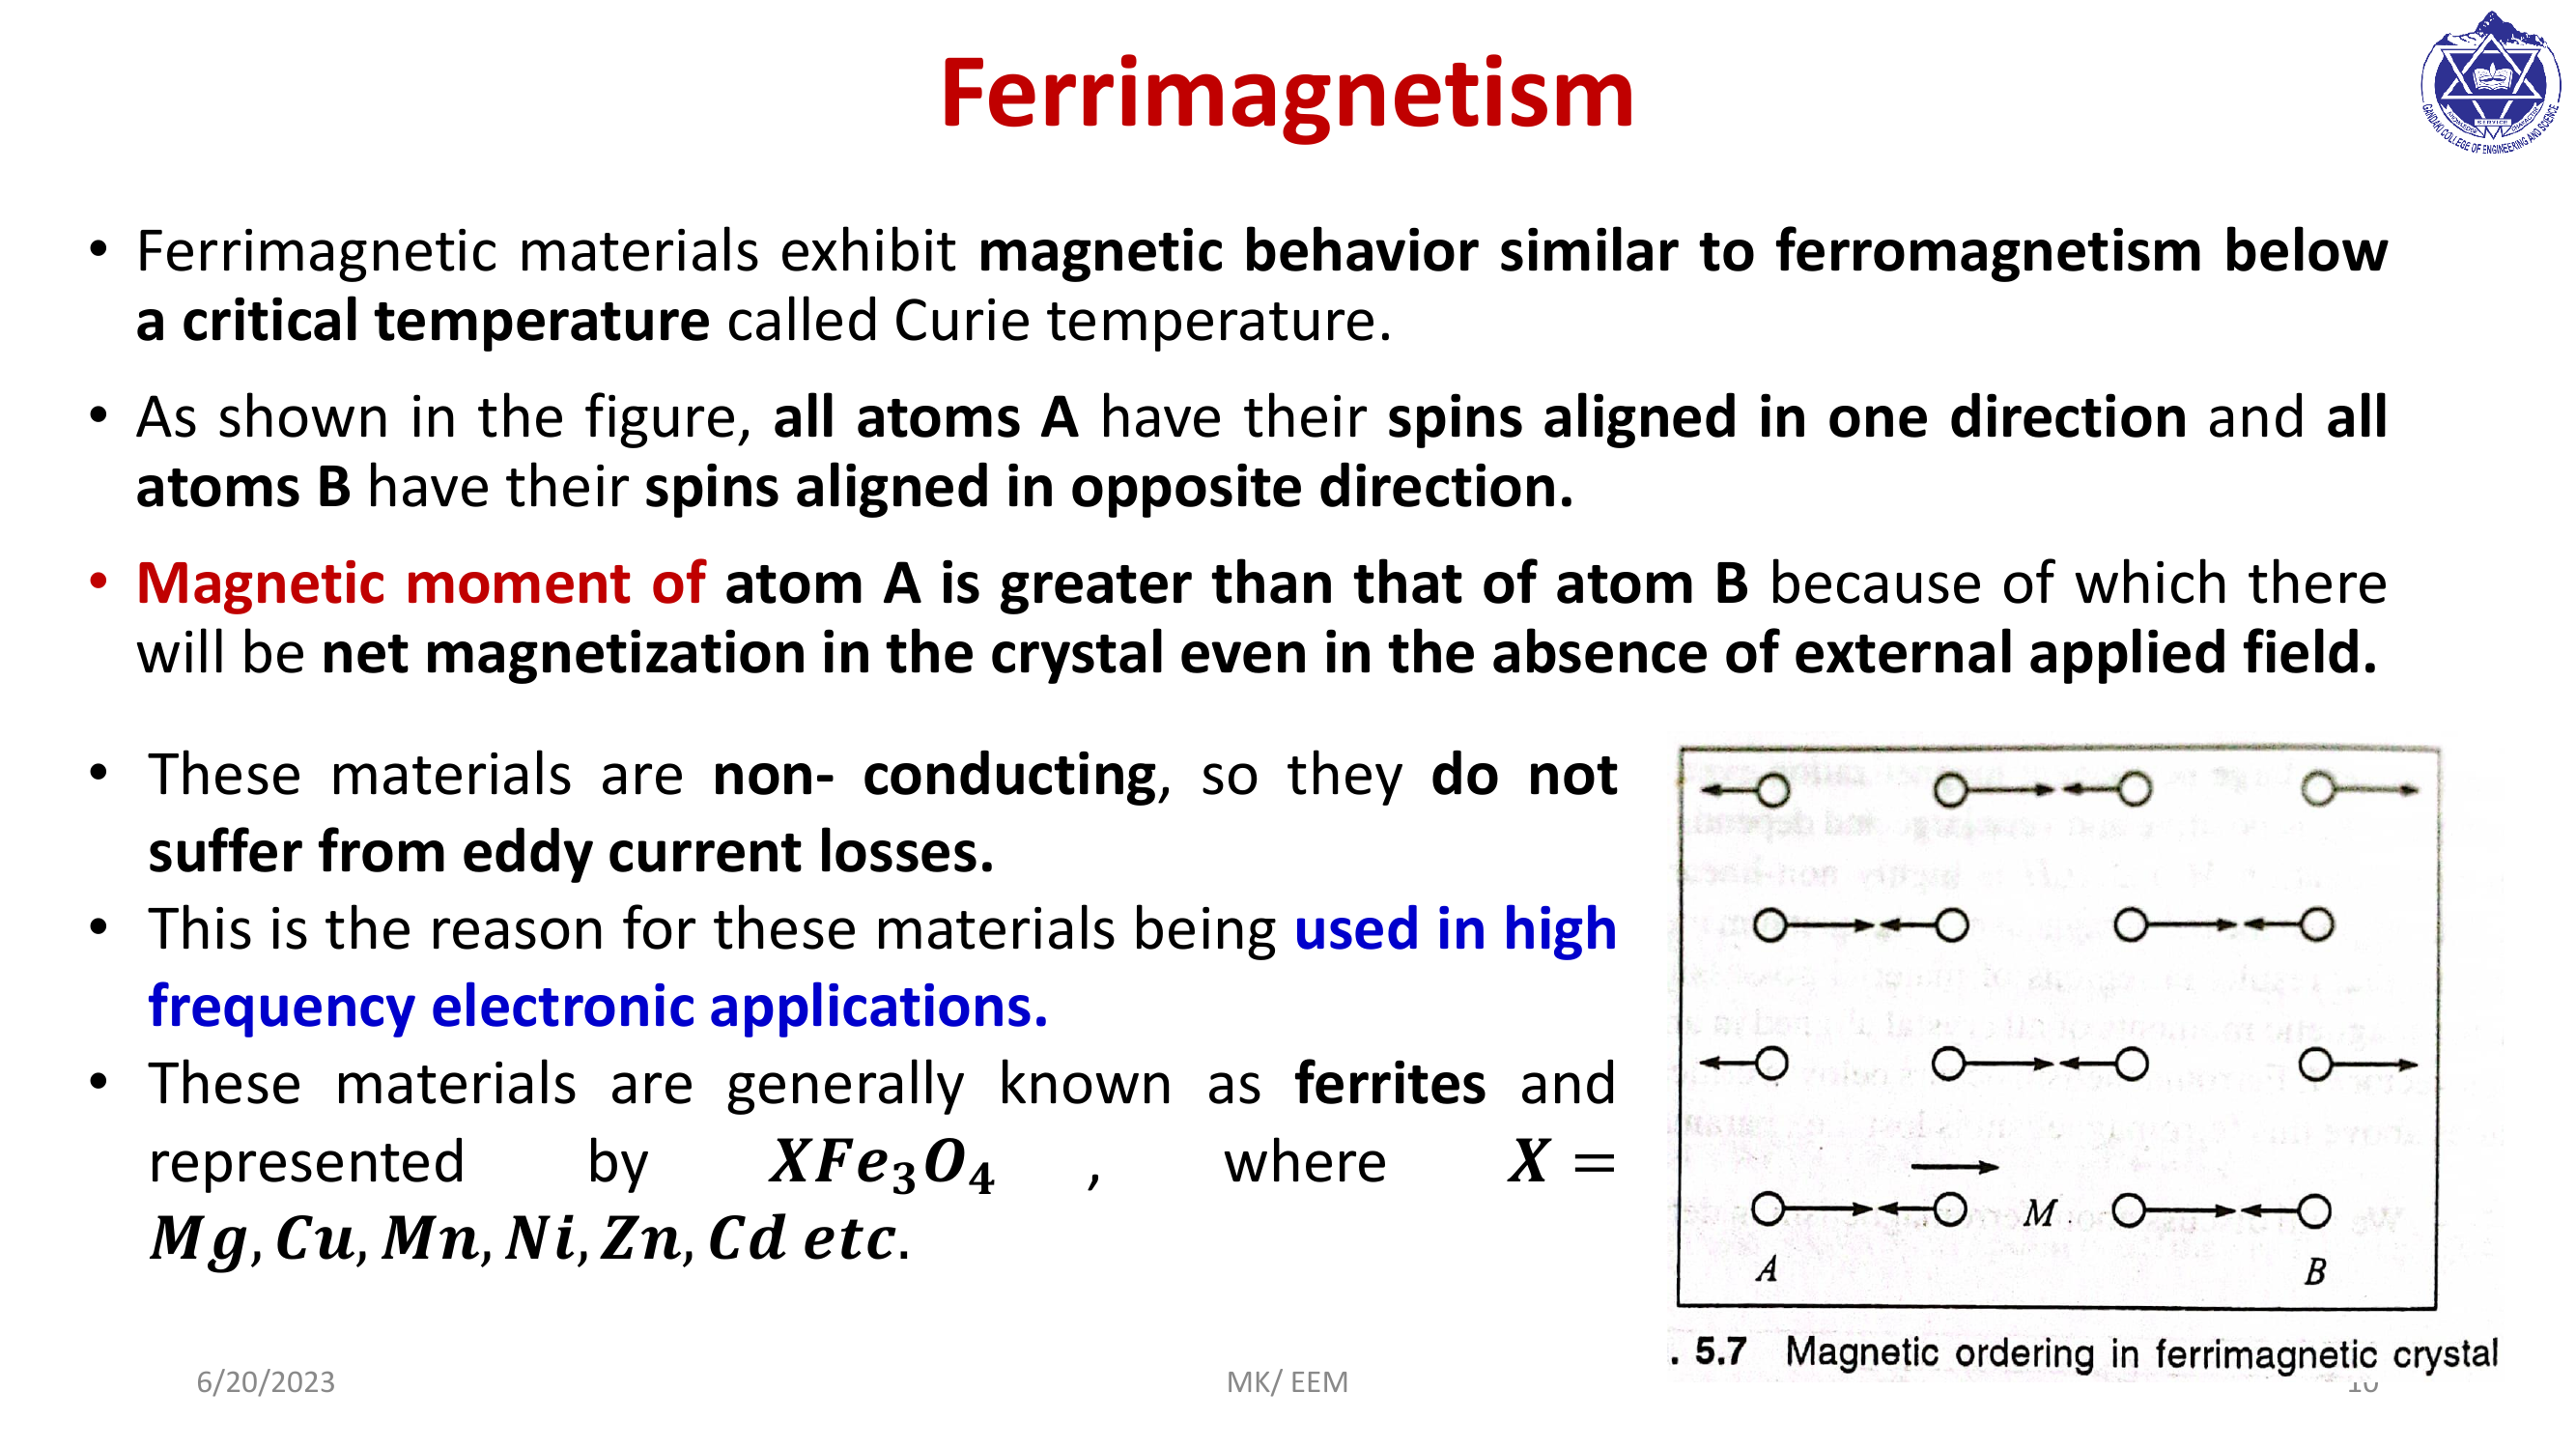 Ferrimagnetism
GANDAKI COLLEGE OF ENGINEERING AND SCIENCE
• Ferrimagnetic materials exhibit magnetic behavior similar to ferromagnetism below
a critical temperature called Curie temperature.
• As shown in the figure, all atoms A have their spins aligned in one direction and all
atoms B have their spins aligned in opposite direction.
• Magnetic moment of atom A is greater than that of atom B because of which there
will be net magnetization in the crystal even in the absence of external applied field.
• These materials are non- conducting, so they do not
suffer from eddy current losses.
• This is the reason for these materials being used in high
frequency electronic applications.
• These materials are generally known as ferrites and
represented by XFe₃O₄ , where X =
Mg, Cu, Mn, Ni, Zn, Cd etc.
M
A B
. 5.7 Magnetic ordering in ferrimagnetic crystal
6/20/2023 MK/ EEM